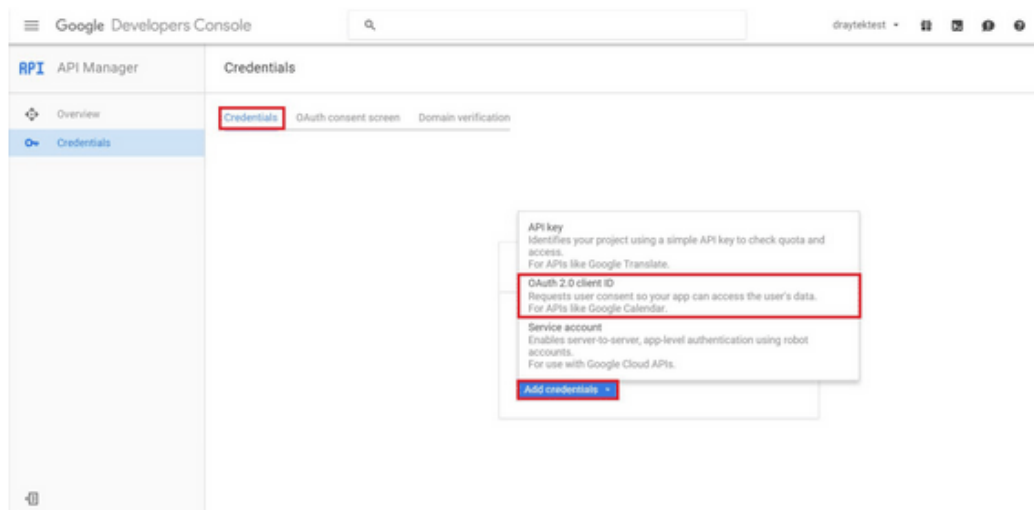 Google Developers Console
draytektest
API API Manager
Credentials
Overview
Credentials
Credentials OAuth consent screen Domain verification
API key
Identifies your project using a simple API key to check quota and
access.
For APIs like Google Translate.
OAuth 2.0 client ID
Requests user consent so your app can access the user's data.
For APIs like Google Calendar.
Service account
Enables server-to-server, app-level authentication using robot
accounts.
For use with Google Cloud APIs.
Add credentials